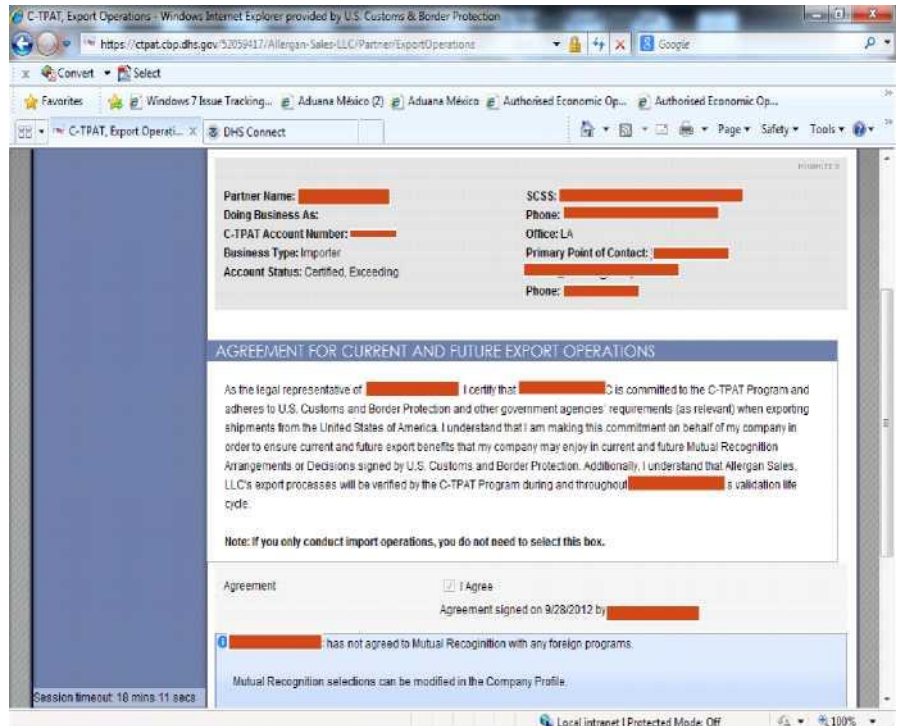 C-TPAT, Export Operations - Windows Internet Explorer provided by U.S. Customs & Border Protection
https://ctpat.cbp.dhs.gov/52059417/Allergan-Sales-LLC/Partner/ExportOperations
Google
x Convert Select
Favorites Windows 7 Issue Tracking... Aduana México (2) Aduana México Authorised Economic Op... Authorised Economic Op...
C-TPAT, Export Operati... X DHS Connect Page Safety Tools
Partner Name: SCSS:
Doing Business As: Phone:
C-TPAT Account Number: Office: LA
Business Type: Importer Primary Point of Contact:
Account Status: Certified, Exceeding
Phone:
AGREEMENT FOR CURRENT AND FUTURE EXPORT OPERATIONS
As the legal representative of I certify that C is committed to the C-TPAT Program and
adheres to U.S. Customs and Border Protection and other government agencies' requirements (as relevant) when exporting
shipments from the United States of America. I understand that I am making this commitment on behalf of my company in
order to ensure current and future export benefits that my company may enjoy in current and future Mutual Recognition
Arrangements or Decisions signed by U.S. Customs and Border Protection. Additionally, I understand that Allergan Sales,
LLC's export processes will be verified by the C-TPAT Program during and throughout s validation life
cycle.
Note: If you only conduct import operations, you do not need to select this box.
Agreement I Agree
Agreement signed on 9/28/2012 by
has not agreed to Mutual Recoginition with any foreign programs.
Mutual Recognition selections can be modified in the Company Profile.
Session timeout: 18 mins 11 secs
Local intranet | Protected Mode: Off 100%